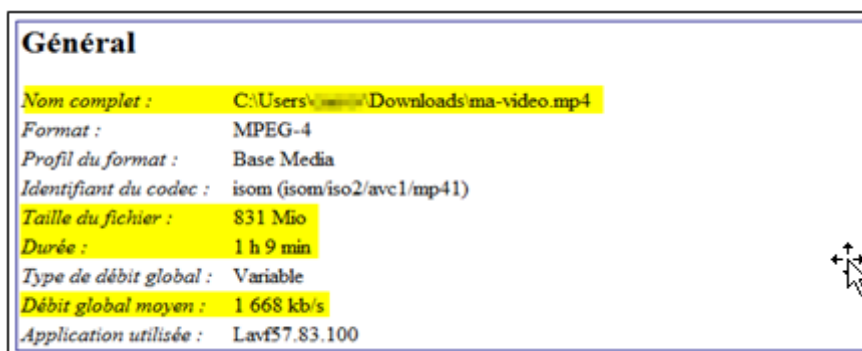 Général
Nom complet : C:\Users\ \Downloads\ma-video.mp4
Format : MPEG-4
Profil du format : Base Media
Identifiant du codec : isom (isom/iso2/avc1/mp41)
Taille du fichier : 831 Mio
Durée : 1 h 9 min
Type de débit global : Variable
Débit global moyen : 1 668 kb/s
Application utilisée : Lavf57.83.100